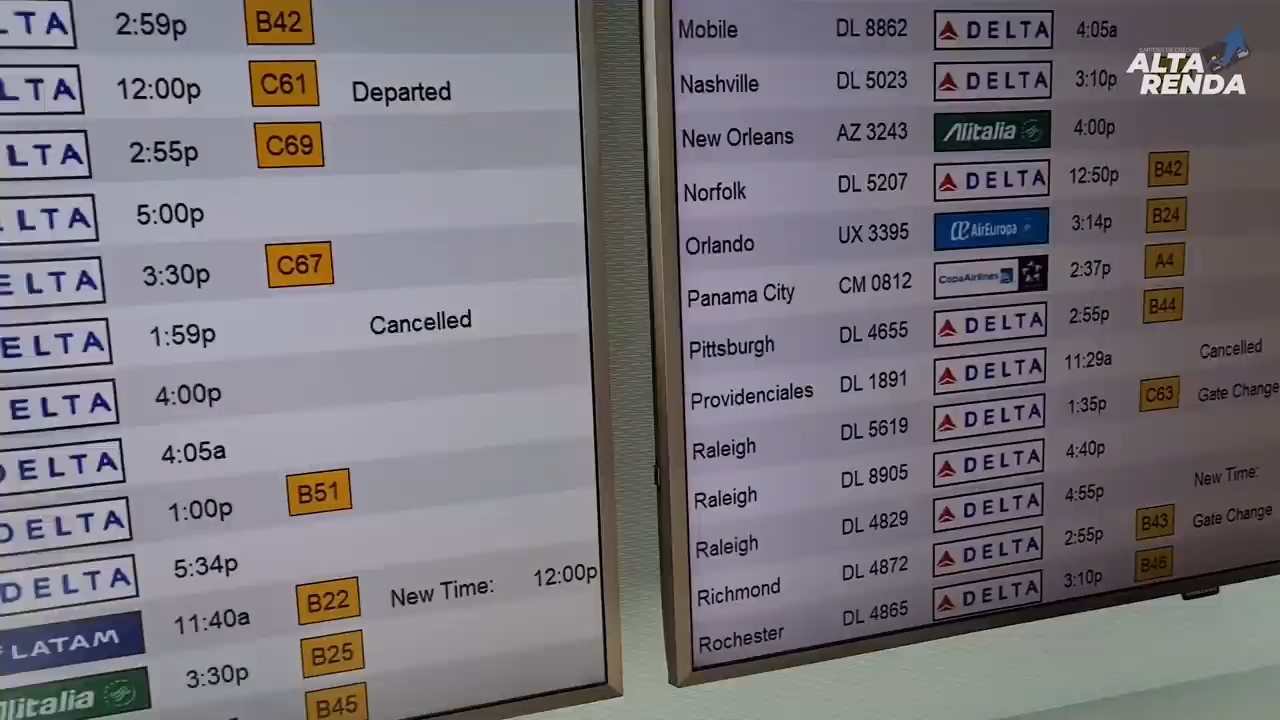 LTA 2:59p B42
LTA 12:00p C61 Departed
LTA 2:55p C69
LTA 5:00p
ELTA 3:30p C67
ELTA 1:59p Cancelled
ELTA 4:00p
DELTA 4:05a
DELTA 1:00p B51
DELTA 5:34p
LATAM 11:40a B22 New Time: 12:00p
litalia 3:30p B25
B45
Mobile DL 8862 DELTA 4:05a
Nashville DL 5023 DELTA 3:10p
New Orleans AZ 3243 Alitalia 4:00p
Norfolk DL 5207 DELTA 12:50p B42
Orlando UX 3395 AirEuropa 3:14p B24
Panama City CM 0812 CopaAirlines 2:37p A4
Pittsburgh DL 4655 DELTA 2:55p B44
Providenciales DL 1891 DELTA 11:29a Cancelled
Raleigh DL 5619 DELTA 1:35p C63 Gate Change
Raleigh DL 8905 DELTA 4:40p
Raleigh DL 4829 DELTA 4:55p New Time:
Richmond DL 4872 DELTA 2:55p B43 Gate Change
Rochester DL 4865 DELTA 3:10p B46
CARTÕES DE CRÉDITO
ALTA
RENDA